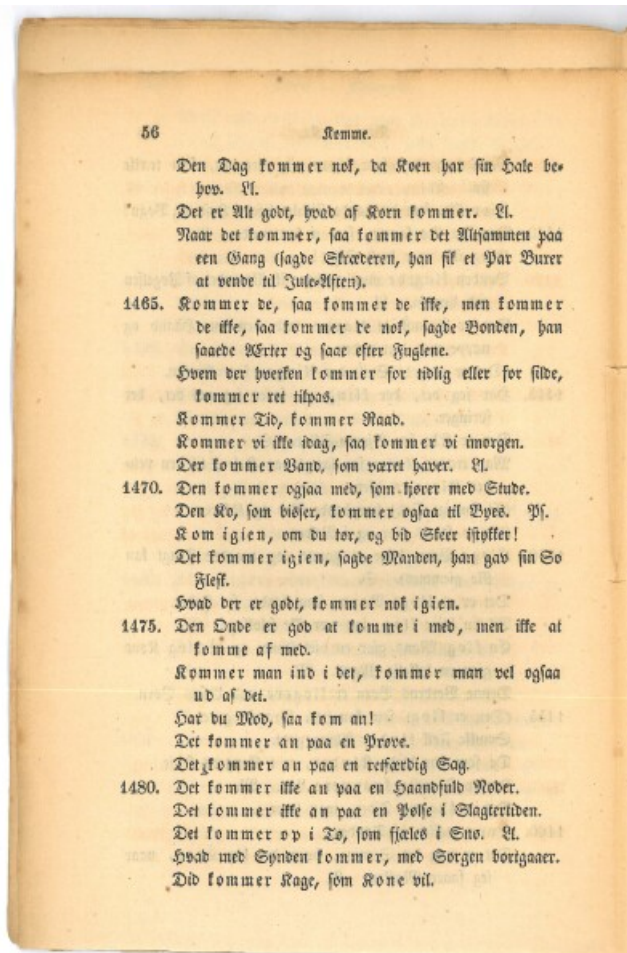 56 Komme.
Den Dag kommer nok, da Koen har sin Hale be-
hov. Ll.
Det er Alt godt, hvad af Korn kommer. Ll.
Naar det kommer, saa kommer det Altsammen paa
een Gang (sagde Skræderen, han fik et Par Buxer
at vende til Jule-Aften).
1465. Kommer de, saa kommer de ikke, men kommer
de ikke, saa kommer de nok, sagde Bonden, han
saaede Ærter og saae efter Fuglene.
Hvem der hverken kommer for tidlig eller for silde,
kommer ret tilpas.
Kommer Tid, kommer Raad.
Kommer vi ikke idag, saa kommer vi imorgen.
Der kommer Vand, som været haver. Ll.
1470. Den kommer ogsaa med, som kjører med Stude.
Den Ko, som bisser, kommer ogsaa til Byes. Ps.
Kom igien, om du tør, og bid Skeer istykker!
Det kommer igien, sagde Manden, han gav sin So
Flesk.
Hvad der er godt, kommer nok igien.
1475. Den Onde er god at komme i med, men ikke at
komme af med.
Kommer man ind i det, kommer man vel ogsaa
ud af det.
Har du Mod, saa kom an!
Det kommer an paa en Prøve.
Det kommer an paa en retfærdig Sag.
1480. Det kommer ikke an paa en Haandfuld Nøder.
Det kommer ikke an paa en Pølse i Slagtertiden.
Det kommer op i Tø, som fjæles i Sno. Ll.
Hvad med Synden kommer, med Sorgen bortgaaer.
Did kommer Kage, som Kone vil.